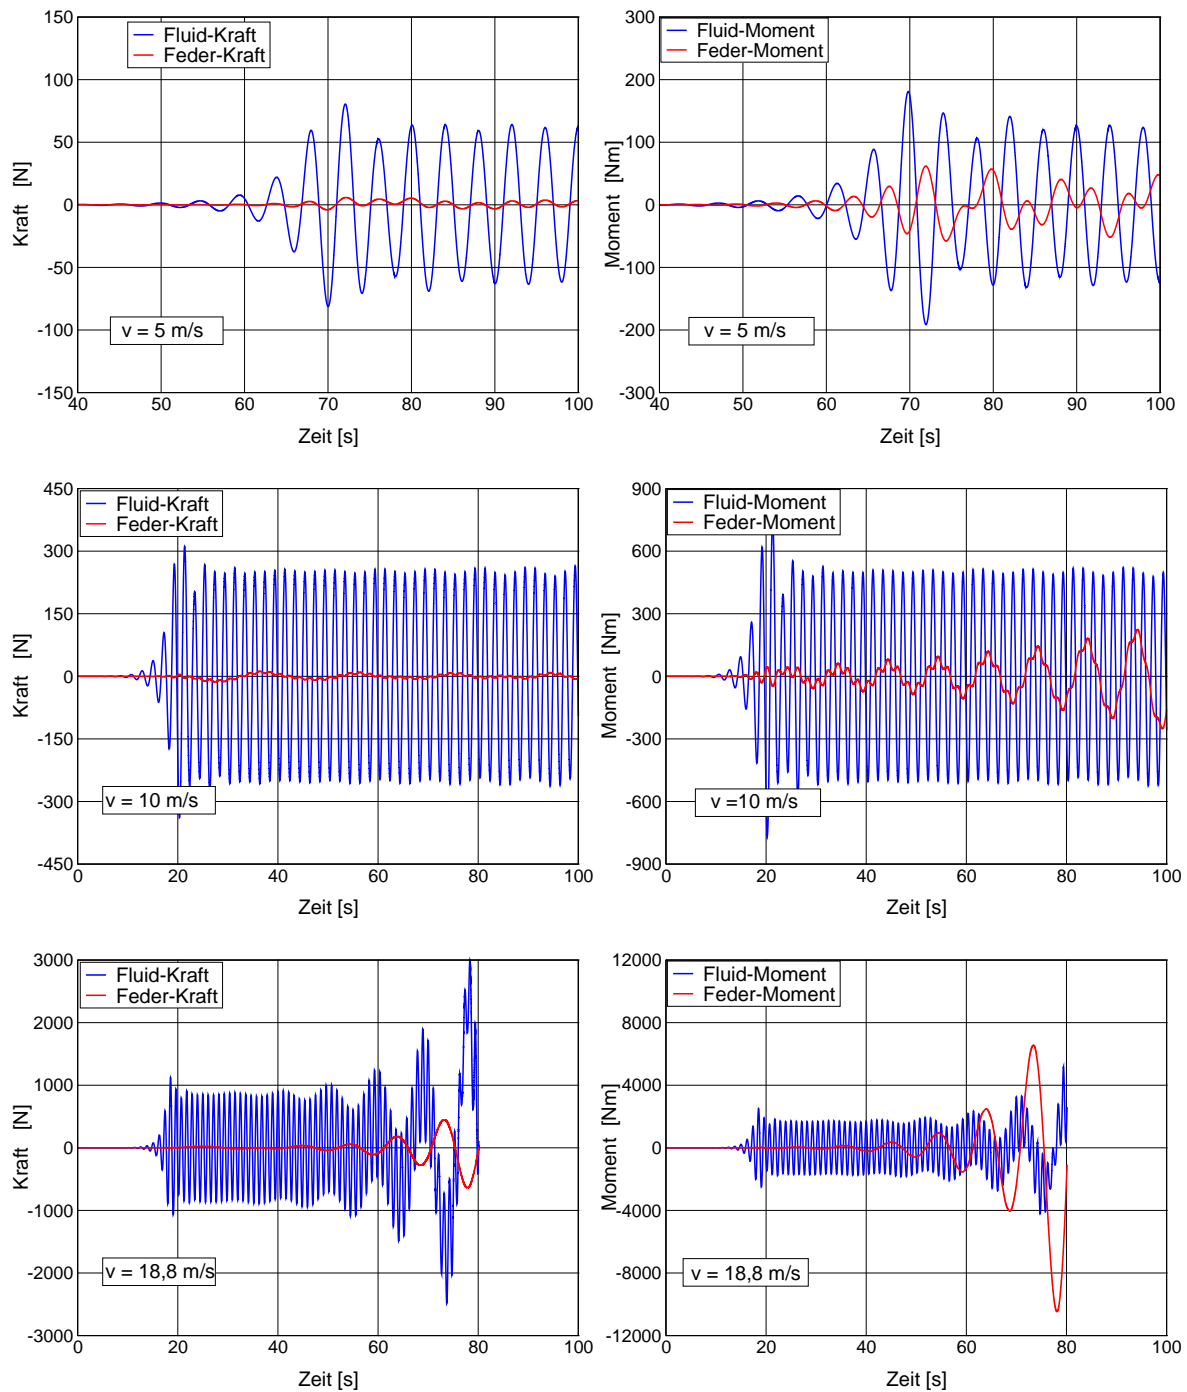 150
100
50
0
-50
-100
-150
40 50 60 70 80 90 100
Kraft [N]
Zeit [s]
Fluid-Kraft
Feder-Kraft
v = 5 m/s
300
200
100
0
-100
-200
-300
40 50 60 70 80 90 100
Moment [Nm]
Zeit [s]
Fluid-Moment
Feder-Moment
v = 5 m/s
450
300
150
0
-150
-300
-450
0 20 40 60 80 100
Kraft [N]
Zeit [s]
Fluid-Kraft
Feder-Kraft
v = 10 m/s
900
600
300
0
-300
-600
-900
0 20 40 60 80 100
Moment [Nm]
Zeit [s]
Fluid-Moment
Feder-Moment
v =10 m/s
3000
2000
1000
0
-1000
-2000
-3000
0 20 40 60 80 100
Kraft [N]
Zeit [s]
Fluid-Kraft
Feder-Kraft
v = 18,8 m/s
12000
8000
4000
0
-4000
-8000
-12000
0 20 40 60 80 100
Moment [Nm]
Zeit [s]
Fluid-Moment
Feder-Moment
v = 18,8 m/s